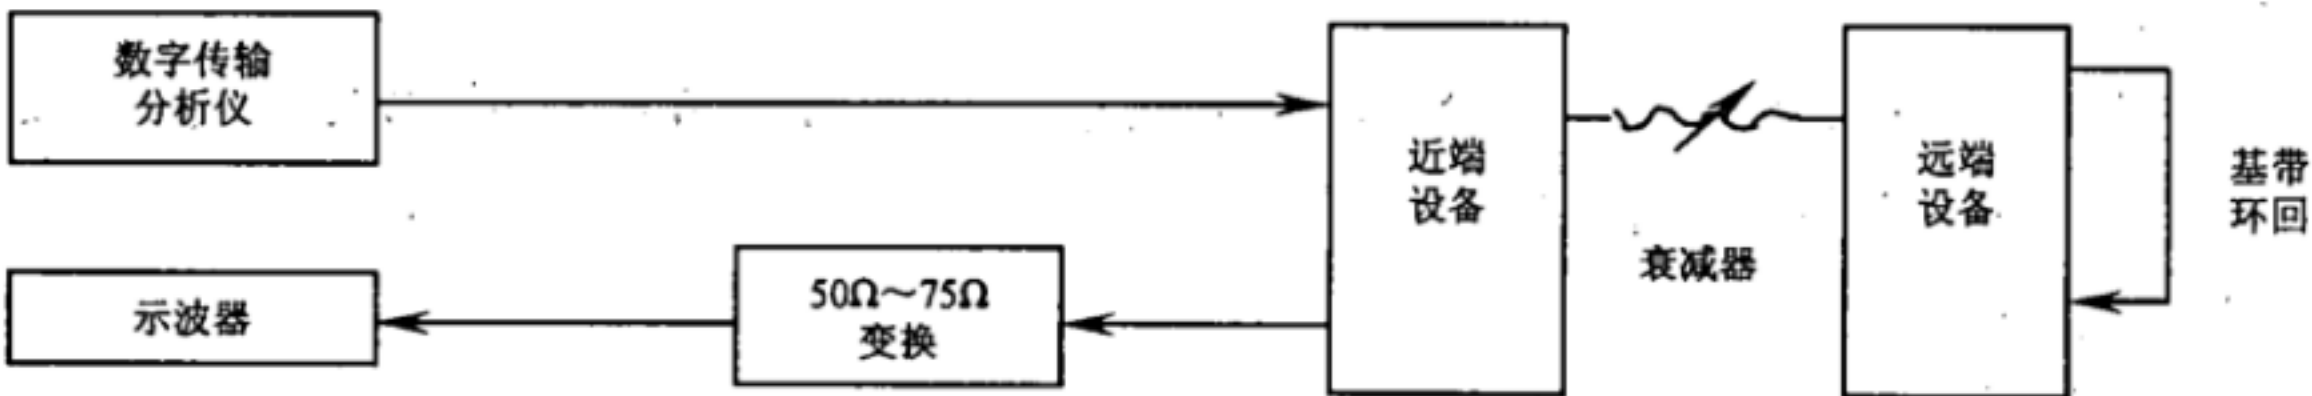 数字传输
分析仪
近端
设备
衰减器
远端
设备
基带
环回
示波器
50Ω～75Ω
变换